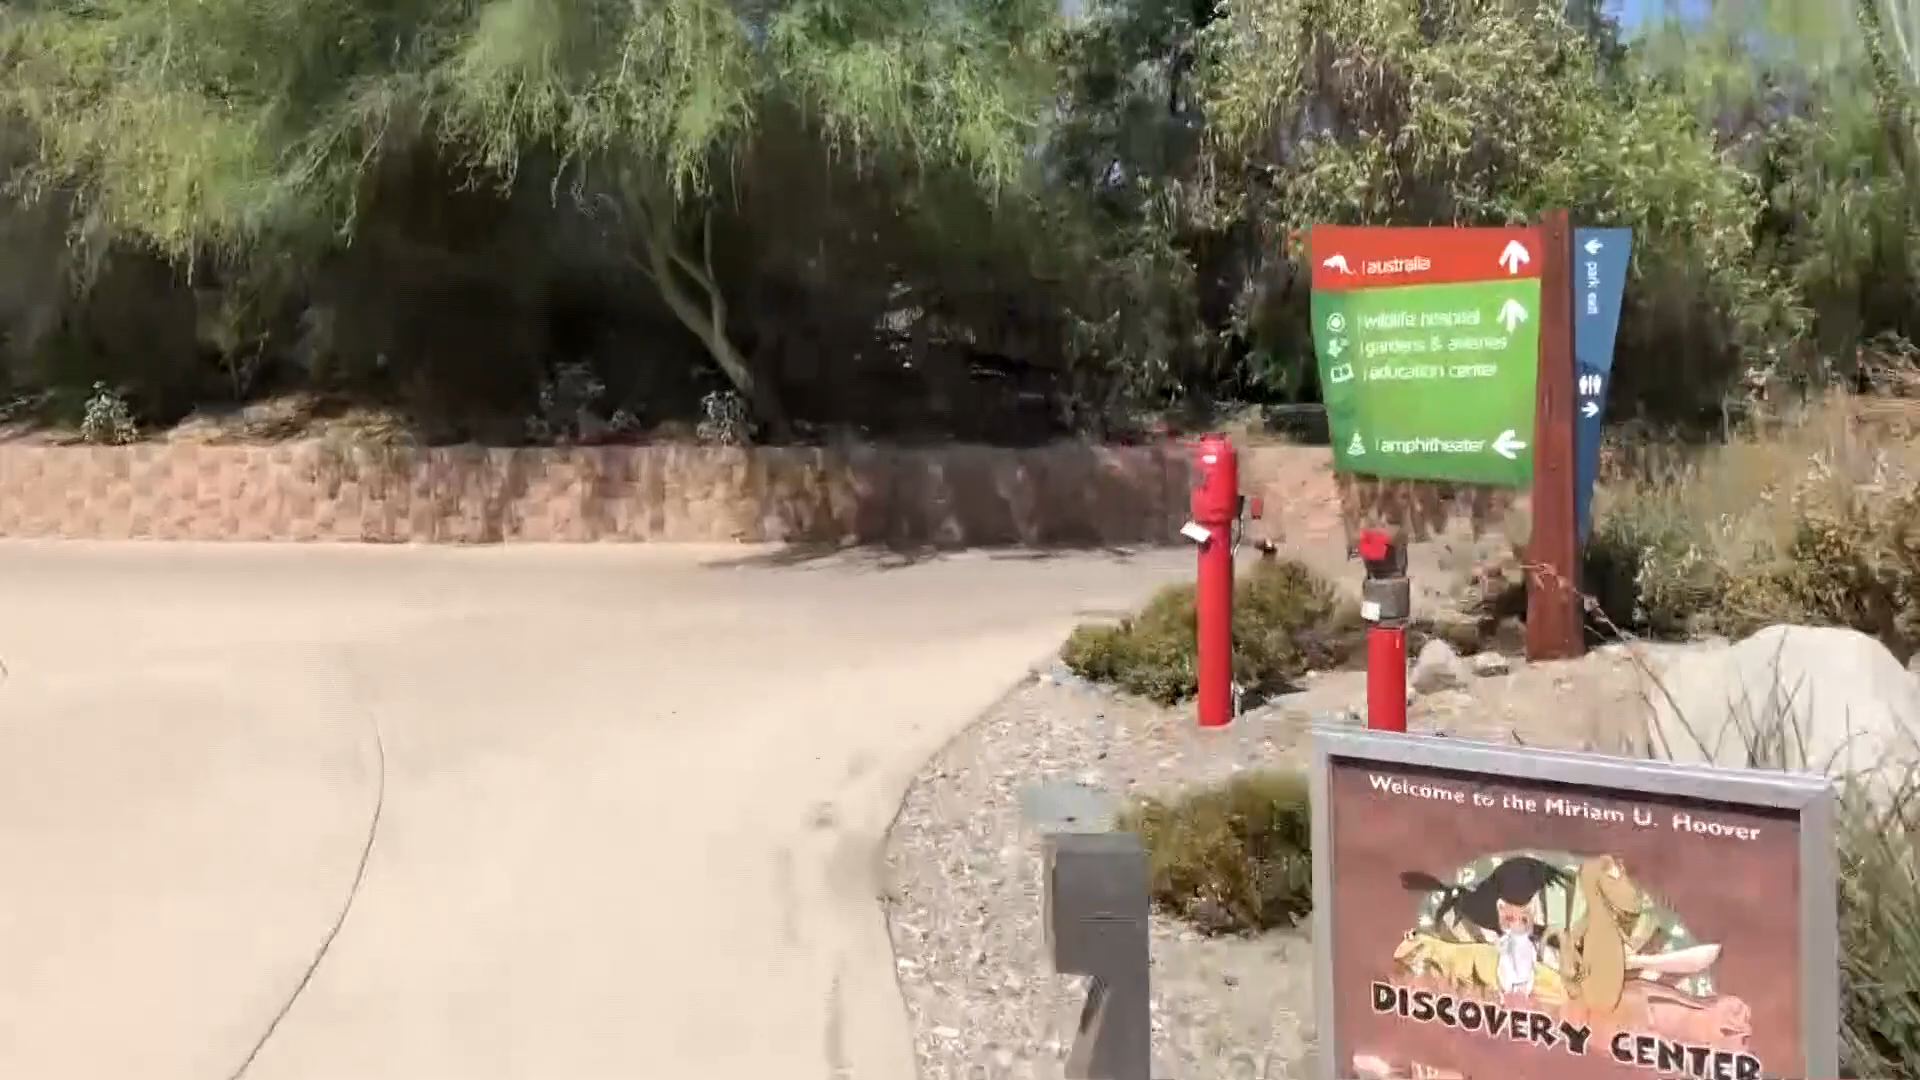 australia
wildlife hospital
gardens & aviaries
education center
amphitheater
park exit
Welcome to the Miriam U. Hoover
DISCOVERY CENTER